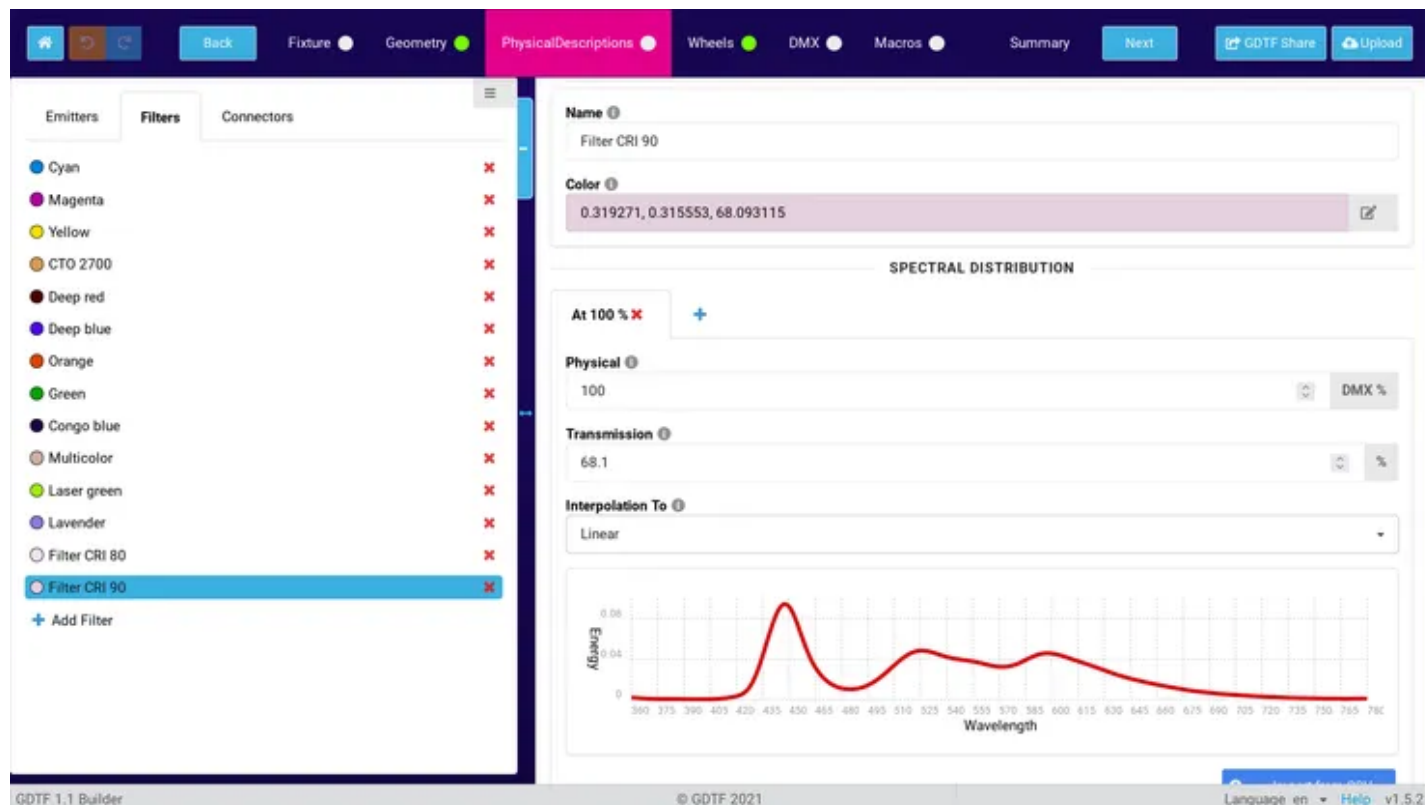 Back Fixture Geometry PhysicalDescriptions Wheels DMX Macros Summary Next GDTF Share Upload
Emitters Filters Connectors
Cyan
Magenta
Yellow
CTO 2700
Deep red
Deep blue
Orange
Green
Congo blue
Multicolor
Laser green
Lavender
Filter CRI 80
Filter CRI 90
Add Filter
Name
Filter CRI 90
Color
0.319271, 0.315553, 68.093115
SPECTRAL DISTRIBUTION
At 100 %
Physical
100 DMX %
Transmission
68.1 %
Interpolation To
Linear
0.08
0.04
0
Energy
360 375 390 405 420 435 450 465 480 495 510 525 540 555 570 585 600 615 630 645 660 675 690 705 720 735 750 765 780
Wavelength
Import from CSV
GDTF 1.1 Builder © GDTF 2021 Language en Help v1.5.2